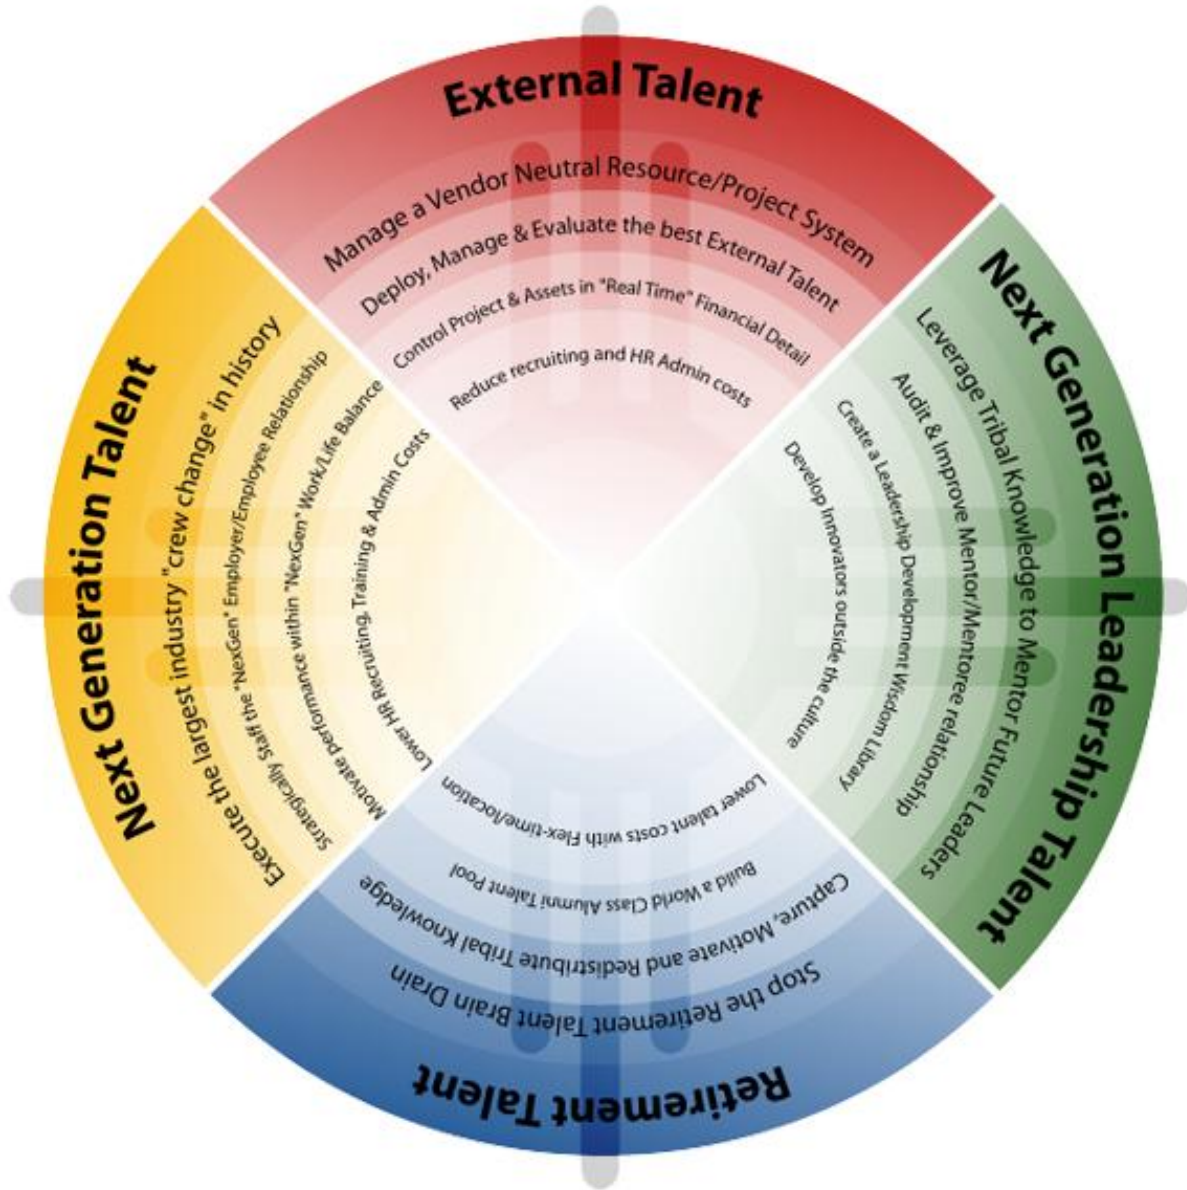 External Talent
Manage a Vendor Neutral Resource/Project System
Deploy, Manage & Evaluate the best External Talent
Control Project & Assets in "Real Time" Financial Detail
Reduce recruiting and HR Admin costs
Next Generation Leadership Talent
Leverage Tribal Knowledge to Mentor Future Leaders
Audit & Improve Mentor/Mentoree relationship
Create a Leadership Development Wisdom Library
Develop Innovators outside the culture
Retirement Talent
Stop the Retirement Talent Brain Drain
Capture, Motivate and Redistribute Tribal Knowledge
Build a World Class Alumni Talent Pool
Lower talent costs with Flex-time/location
Next Generation Talent
Execute the largest industry "crew change" in history
Strategically Staff the "NexGen" Employer/Employee Relationship
Motivate performance within "NexGen" Work/Life Balance
Lower HR Recruiting, Training & Admin Costs